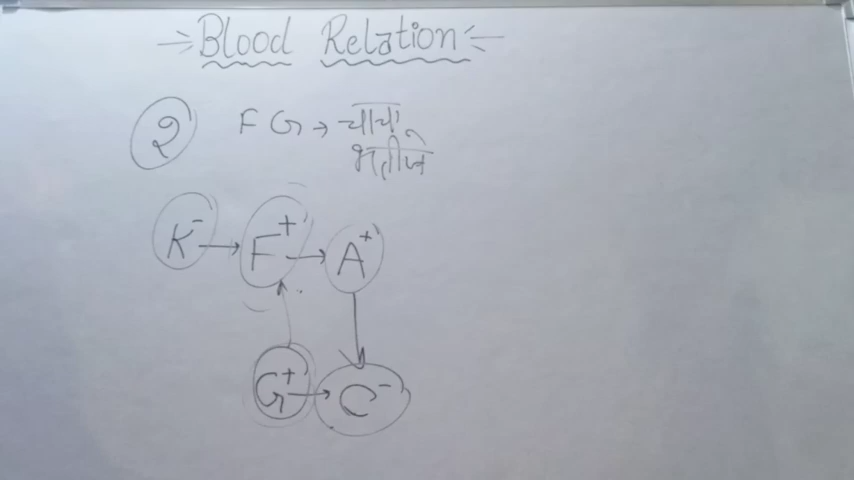 Blood Relation
२ F G → चाचा
भतीजे
K⁻ → F⁺ → A⁺
G⁺ → C⁻